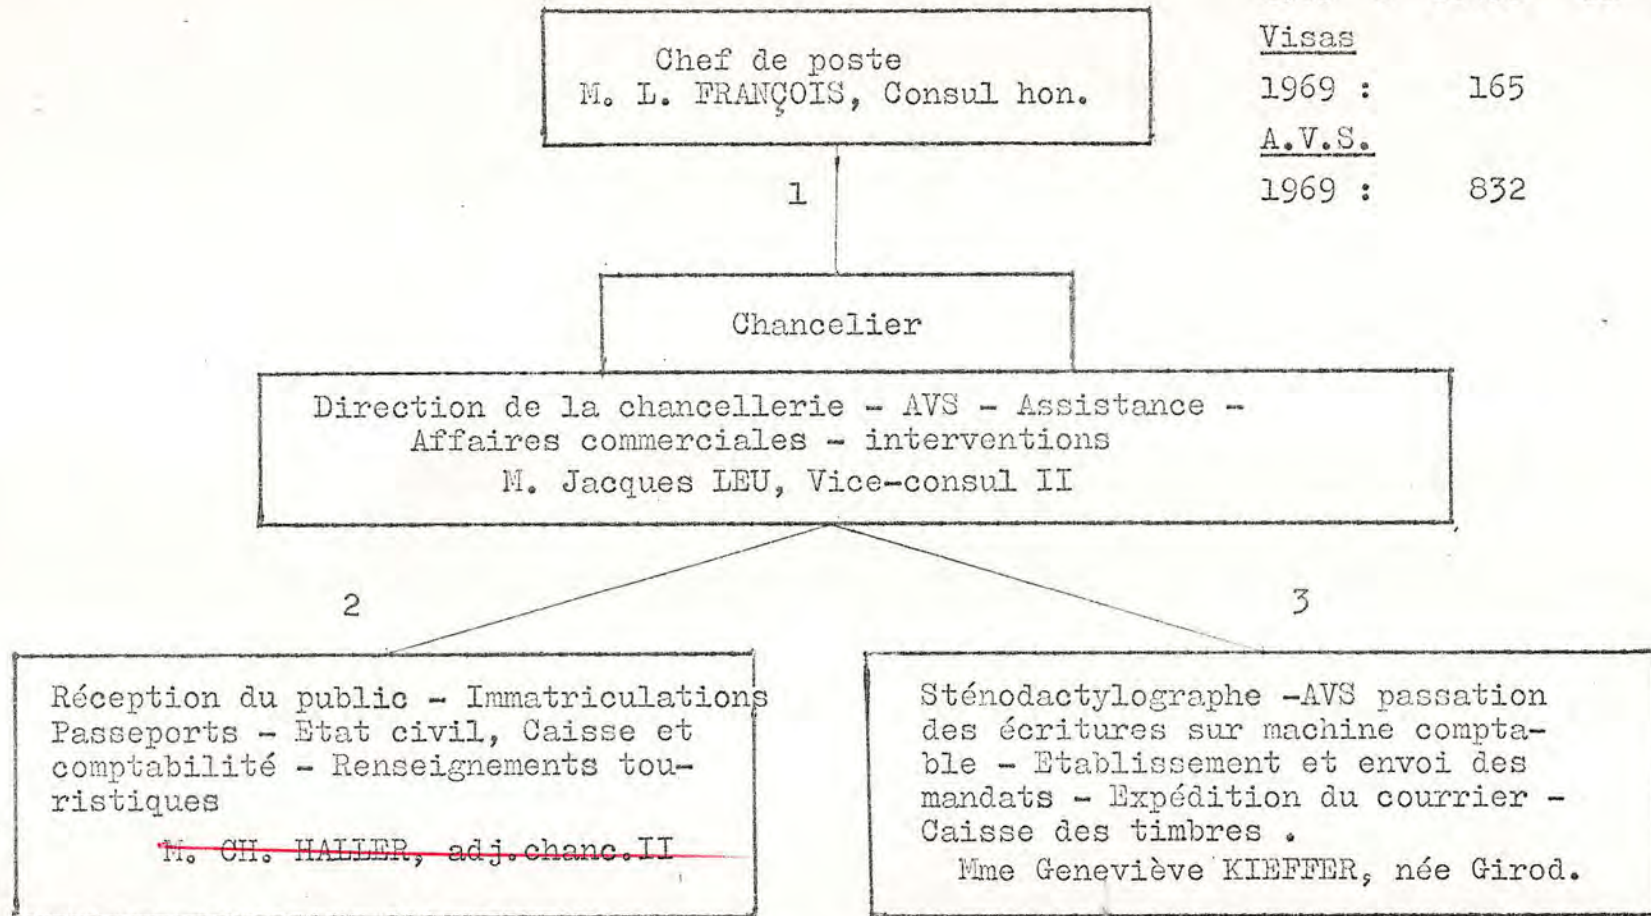 Chef de poste
M. L. FRANÇOIS, Consul hon.
Visas
1969 : 165
A.V.S.
1969 : 832
1
Chancelier
Direction de la chancellerie - AVS - Assistance -
Affaires commerciales - interventions
M. Jacques LEU, Vice-consul II
2
3
Réception du public - Immatriculations
Passeports - Etat civil, Caisse et
comptabilité - Renseignements tou-
ristiques
M. CH. HALLER, adj.chanc.II
Sténodactylographe -AVS passation
des écritures sur machine compta-
ble - Etablissement et envoi des
mandats - Expédition du courrier -
Caisse des timbres .
Mme Geneviève KIEFFER, née Girod.